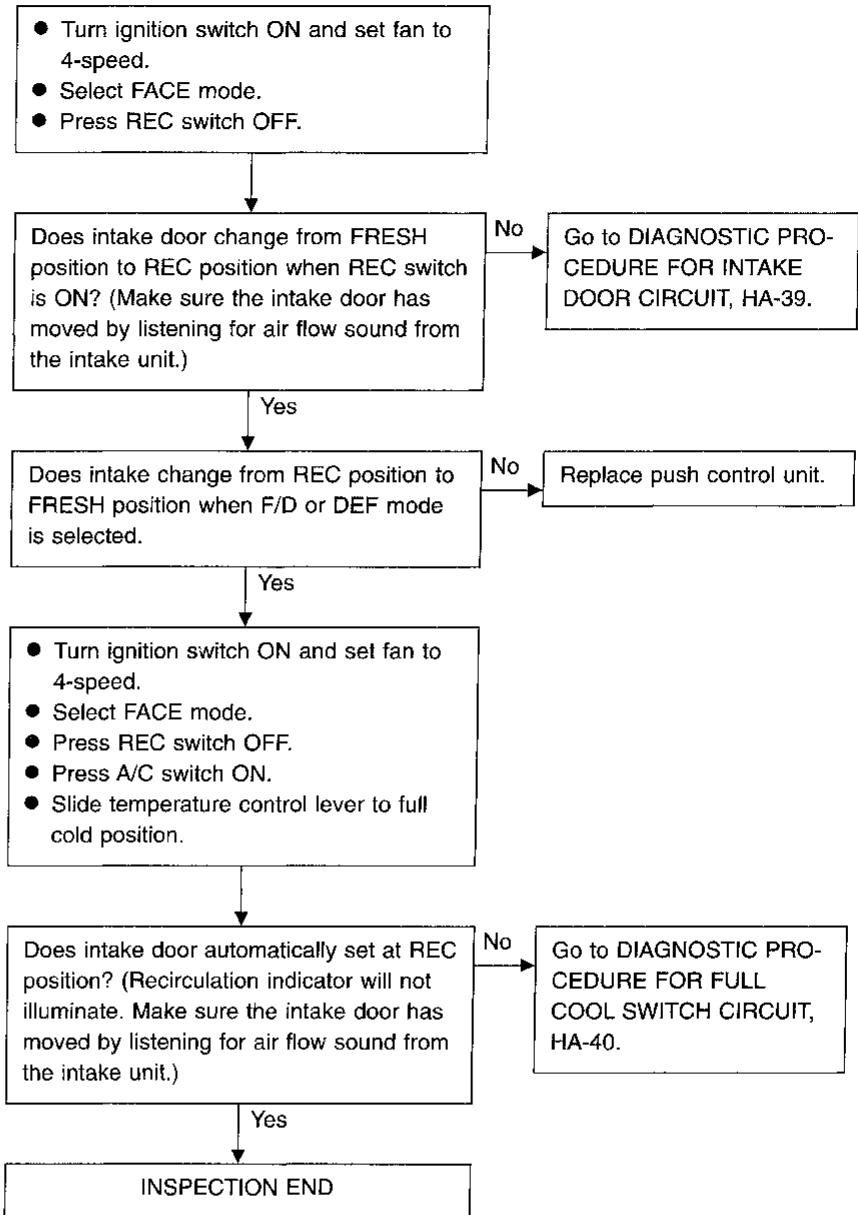 ● Turn ignition switch ON and set fan to
4-speed.
● Select FACE mode.
● Press REC switch OFF.
Does intake door change from FRESH
position to REC position when REC switch
is ON? (Make sure the intake door has
moved by listening for air flow sound from
the intake unit.)
No
Go to DIAGNOSTIC PRO-
CEDURE FOR INTAKE
DOOR CIRCUIT, HA-39.
Yes
Does intake change from REC position to
FRESH position when F/D or DEF mode
is selected.
No
Replace push control unit.
Yes
● Turn ignition switch ON and set fan to
4-speed.
● Select FACE mode.
● Press REC switch OFF.
● Press A/C switch ON.
● Slide temperature control lever to full
cold position.
Does intake door automatically set at REC
position? (Recirculation indicator will not
illuminate. Make sure the intake door has
moved by listening for air flow sound from
the intake unit.)
No
Go to DIAGNOSTIC PRO-
CEDURE FOR FULL
COOL SWITCH CIRCUIT,
HA-40.
Yes
INSPECTION END